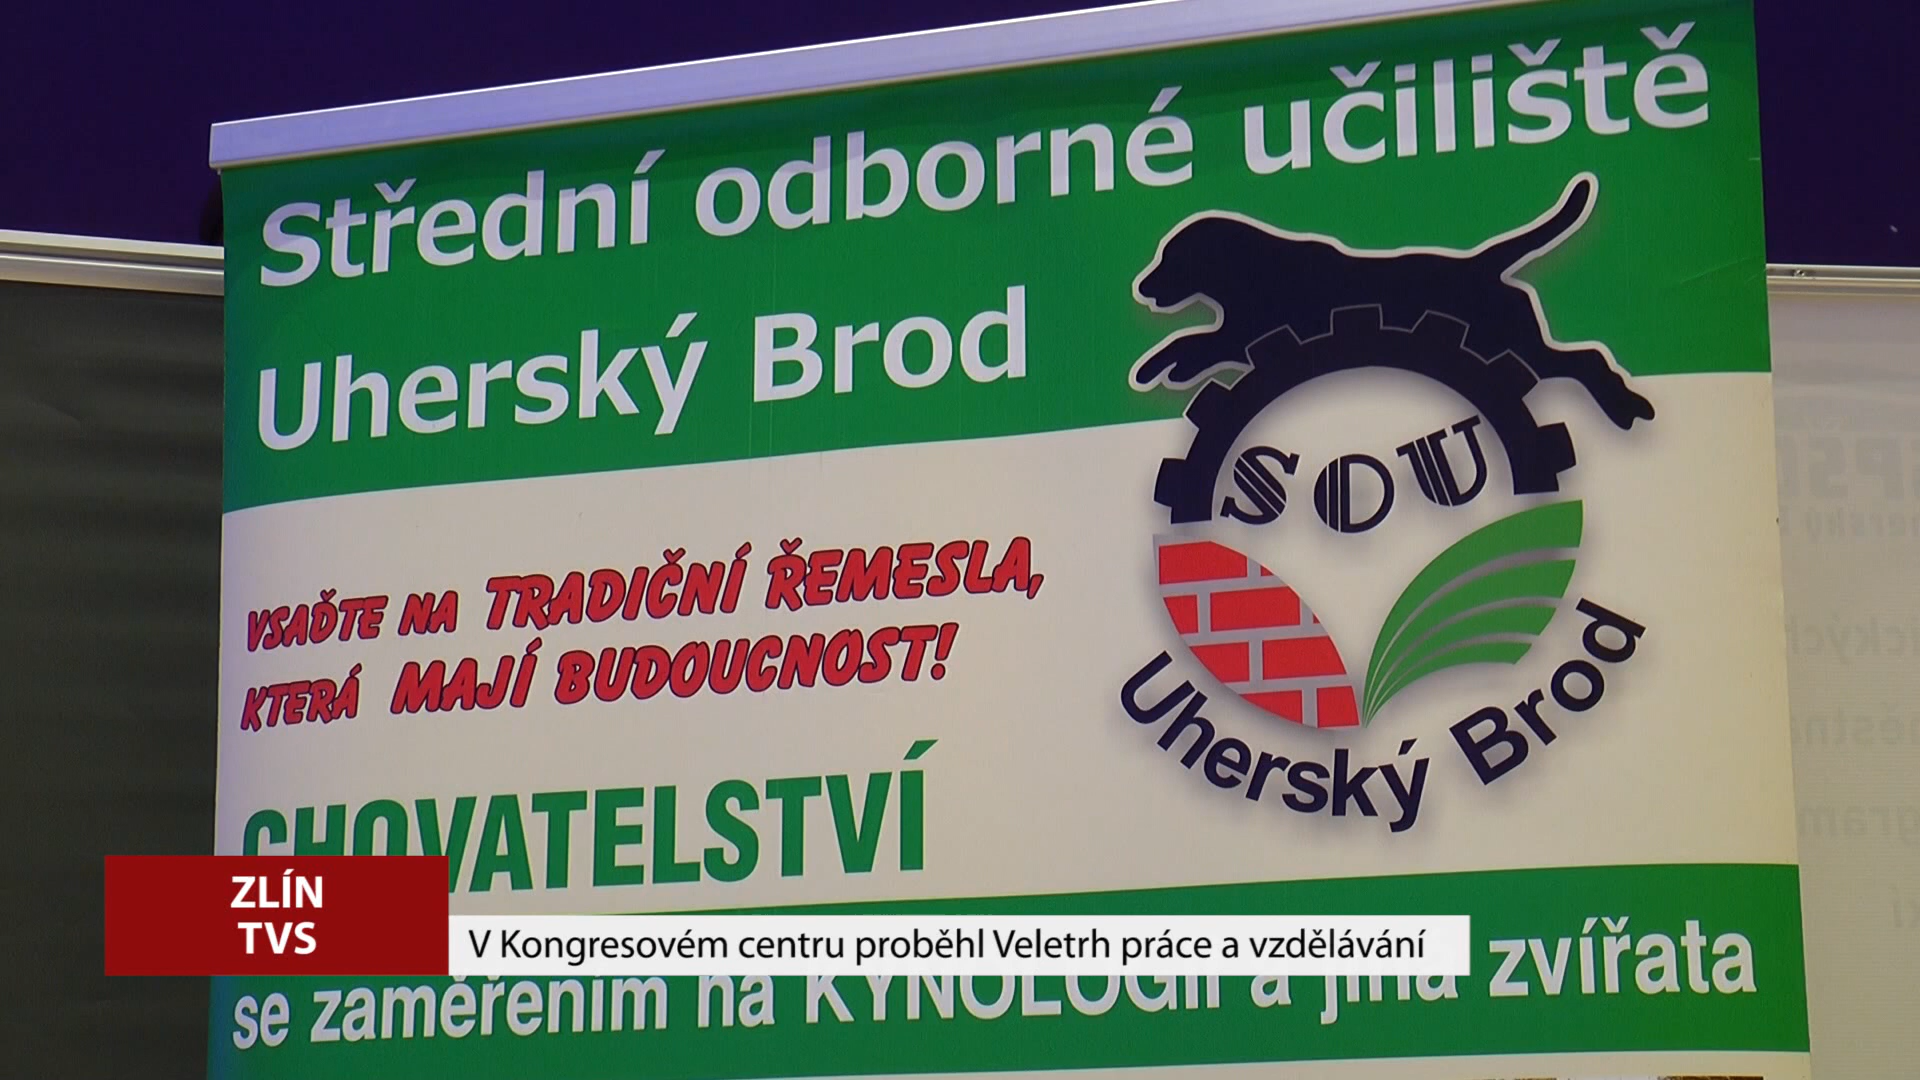 Střední odborné učiliště
Uherský Brod
SOU
Uherský Brod
VSAĎTE NA TRADIČNÍ ŘEMESLA,
KTERÁ MAJÍ BUDOUCNOST!
CHOVATELSTVÍ
ZLÍN
TVS
V Kongresovém centru proběhl Veletrh práce a vzdělávání
se zaměřením na KYNOLOGII a jiná zvířata